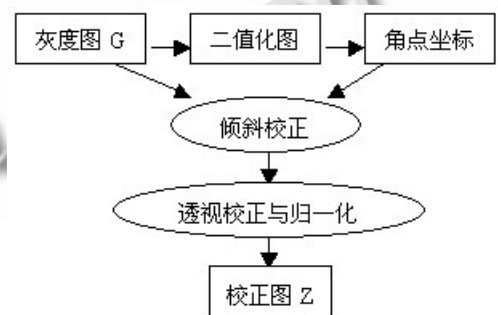 灰度图 G
二值化图
角点坐标
倾斜校正
透视校正与归一化
校正图 Z